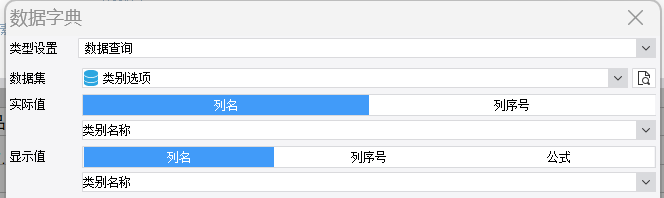 数据字典
类型设置 数据查询
数据集 类别选项
实际值 列名 列序号
类别名称
显示值 列名 列序号 公式
类别名称